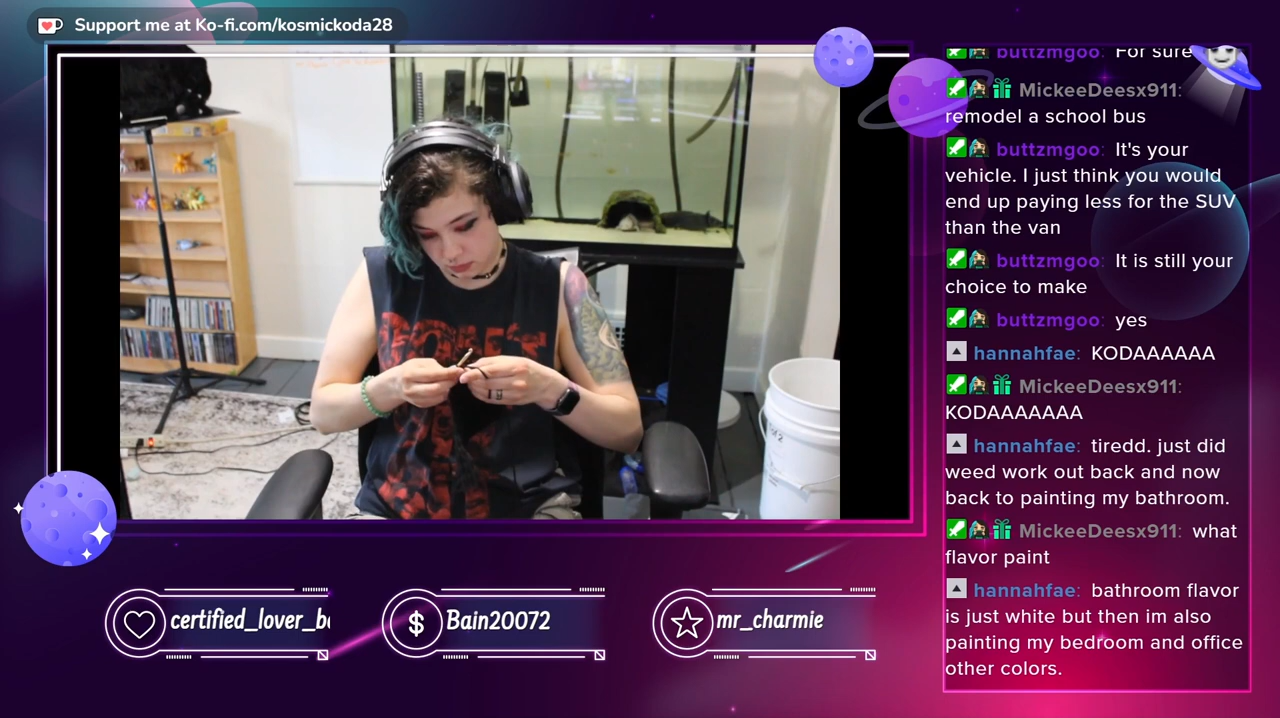 Support me at Ko-fi.com/kosmickoda28
buttzmgoo: For sure
MickeeDeesx911:
remodel a school bus
buttzmgoo: It's your
vehicle. I just think you would
end up paying less for the SUV
than the van
buttzmgoo: It is still your
choice to make
buttzmgoo: yes
hannahfae: KODAAAAAA
MickeeDeesx911:
KODAAAAAAA
hannahfae: tiredd. just did
weed work out back and now
back to painting my bathroom.
MickeeDeesx911: what
flavor paint
hannahfae: bathroom flavor
is just white but then im also
painting my bedroom and office
other colors.
certified_lover_b
Bain20072
mr_charmie